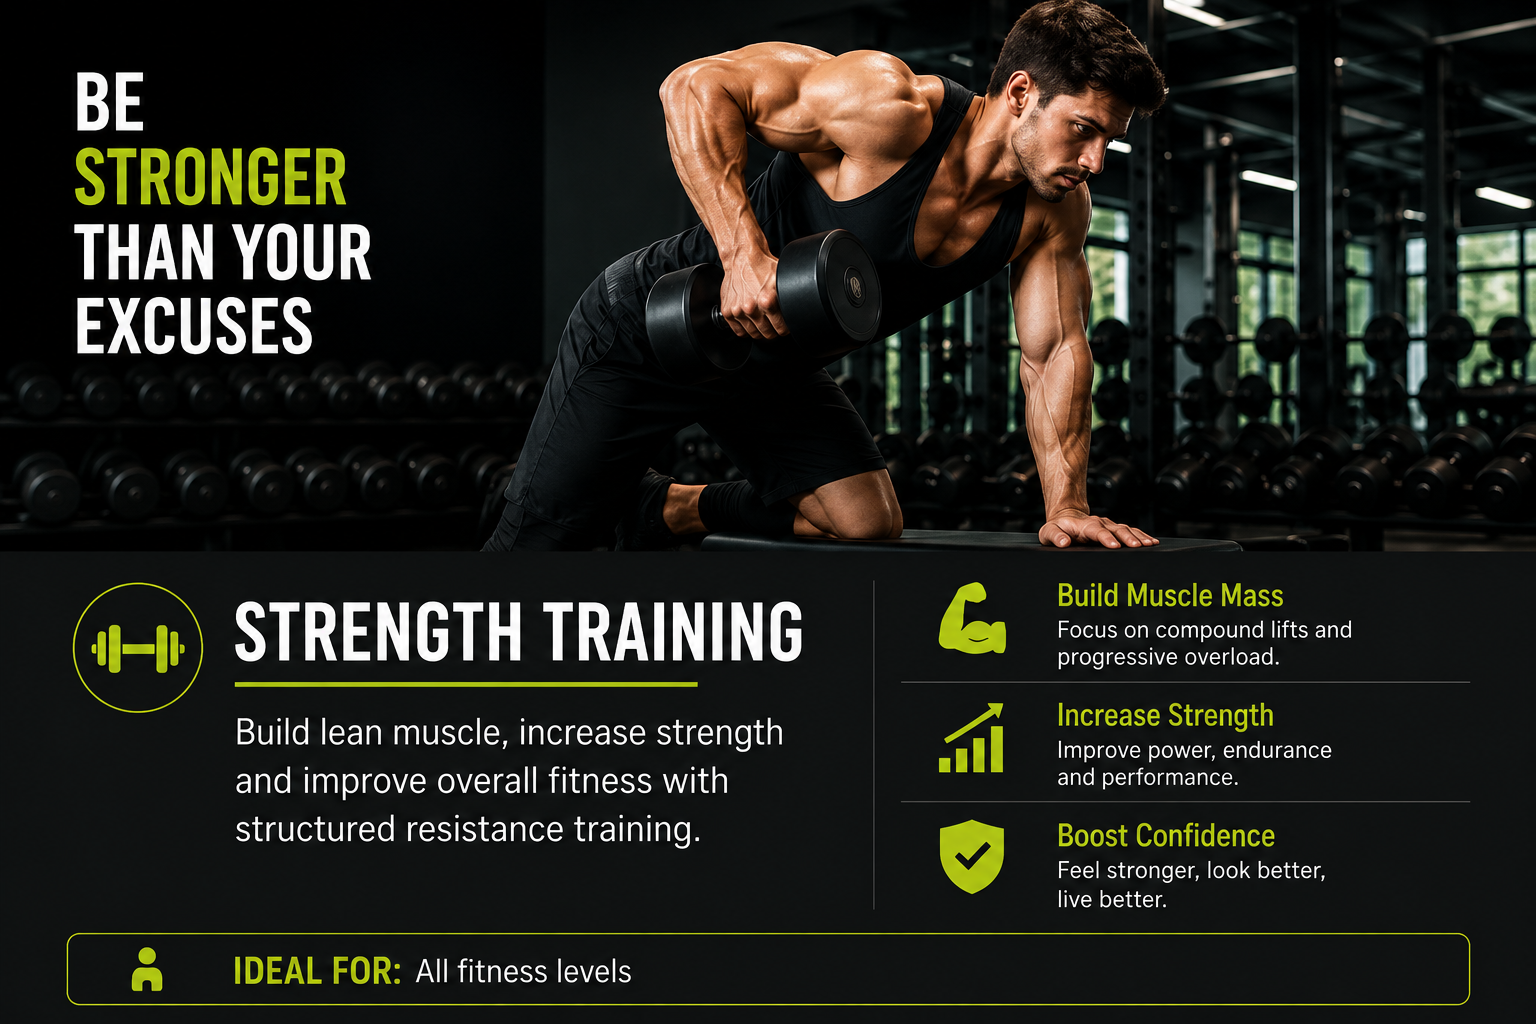 BE
STRONGER
THAN YOUR
EXCUSES
STRENGTH TRAINING
Build lean muscle, increase strength
and improve overall fitness with
structured resistance training.
Build Muscle Mass
Focus on compound lifts and
progressive overload.
Increase Strength
Improve power, endurance
and performance.
Boost Confidence
Feel stronger, look better,
live better.
IDEAL FOR: All fitness levels